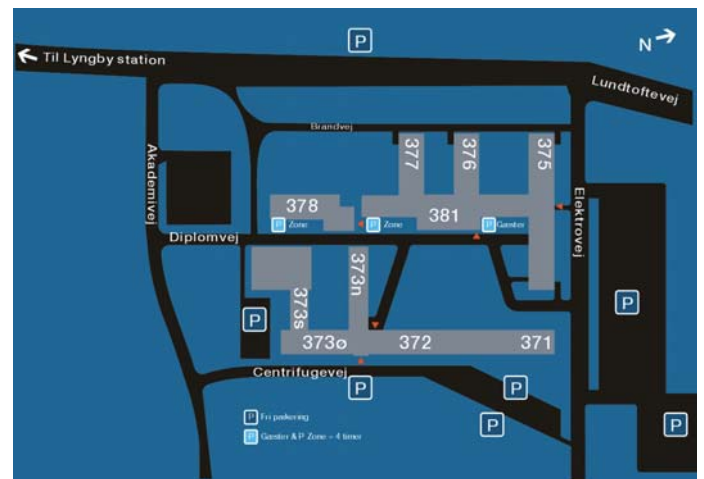 P
N
Til Lyngby station
Lundtoftevej
Brandvej
Akademivej
377
376
375
Elektrovej
378
381
P Zone
P Zone
P Gæster
Diplomvej
373n
373s
P
P
373ø
372
371
Centrifugevej
P
P
P
P
P Fri parkering
P Gæster & P Zone - 4 timer